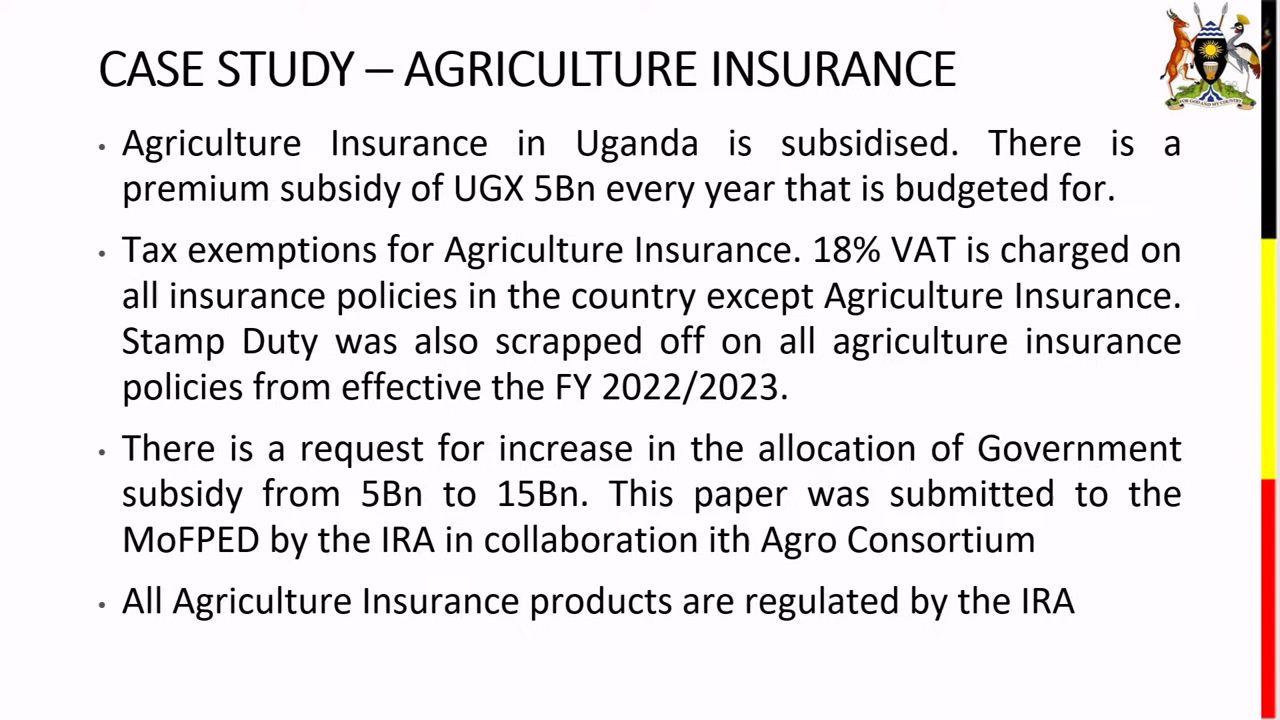 CASE STUDY – AGRICULTURE INSURANCE
• Agriculture Insurance in Uganda is subsidised. There is a
premium subsidy of UGX 5Bn every year that is budgeted for.
• Tax exemptions for Agriculture Insurance. 18% VAT is charged on
all insurance policies in the country except Agriculture Insurance.
Stamp Duty was also scrapped off on all agriculture insurance
policies from effective the FY 2022/2023.
• There is a request for increase in the allocation of Government
subsidy from 5Bn to 15Bn. This paper was submitted to the
MoFPED by the IRA in collaboration ith Agro Consortium
• All Agriculture Insurance products are regulated by the IRA
FOR GOD AND MY COUNTRY